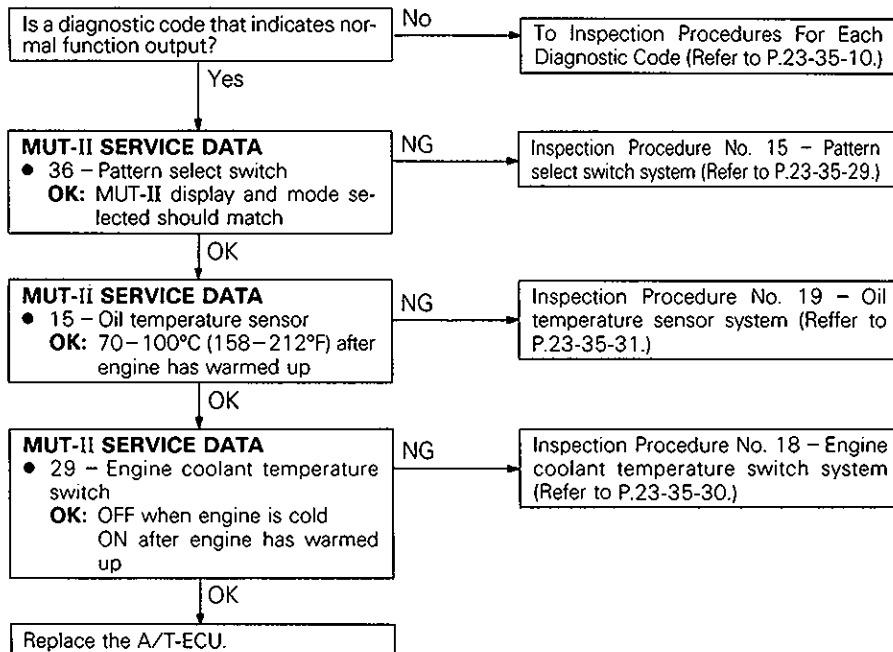 Is a diagnostic code that indicates nor-
mal function output?
No
To Inspection Procedures For Each
Diagnostic Code (Refer to P.23-35-10.)
Yes
MUT-II SERVICE DATA
● 36 – Pattern select switch
OK: MUT-II display and mode se-
lected should match
NG
Inspection Procedure No. 15 – Pattern
select switch system (Refer to P.23-35-29.)
OK
MUT-II SERVICE DATA
● 15 – Oil temperature sensor
OK: 70–100°C (158–212°F) after
engine has warmed up
NG
Inspection Procedure No. 19 – Oil
temperature sensor system (Reffer to
P.23-35-31.)
OK
MUT-II SERVICE DATA
● 29 – Engine coolant temperature
switch
OK: OFF when engine is cold
ON after engine has warmed
up
NG
Inspection Procedure No. 18 – Engine
coolant temperature switch system
(Refer to P.23-35-30.)
OK
Replace the A/T-ECU.